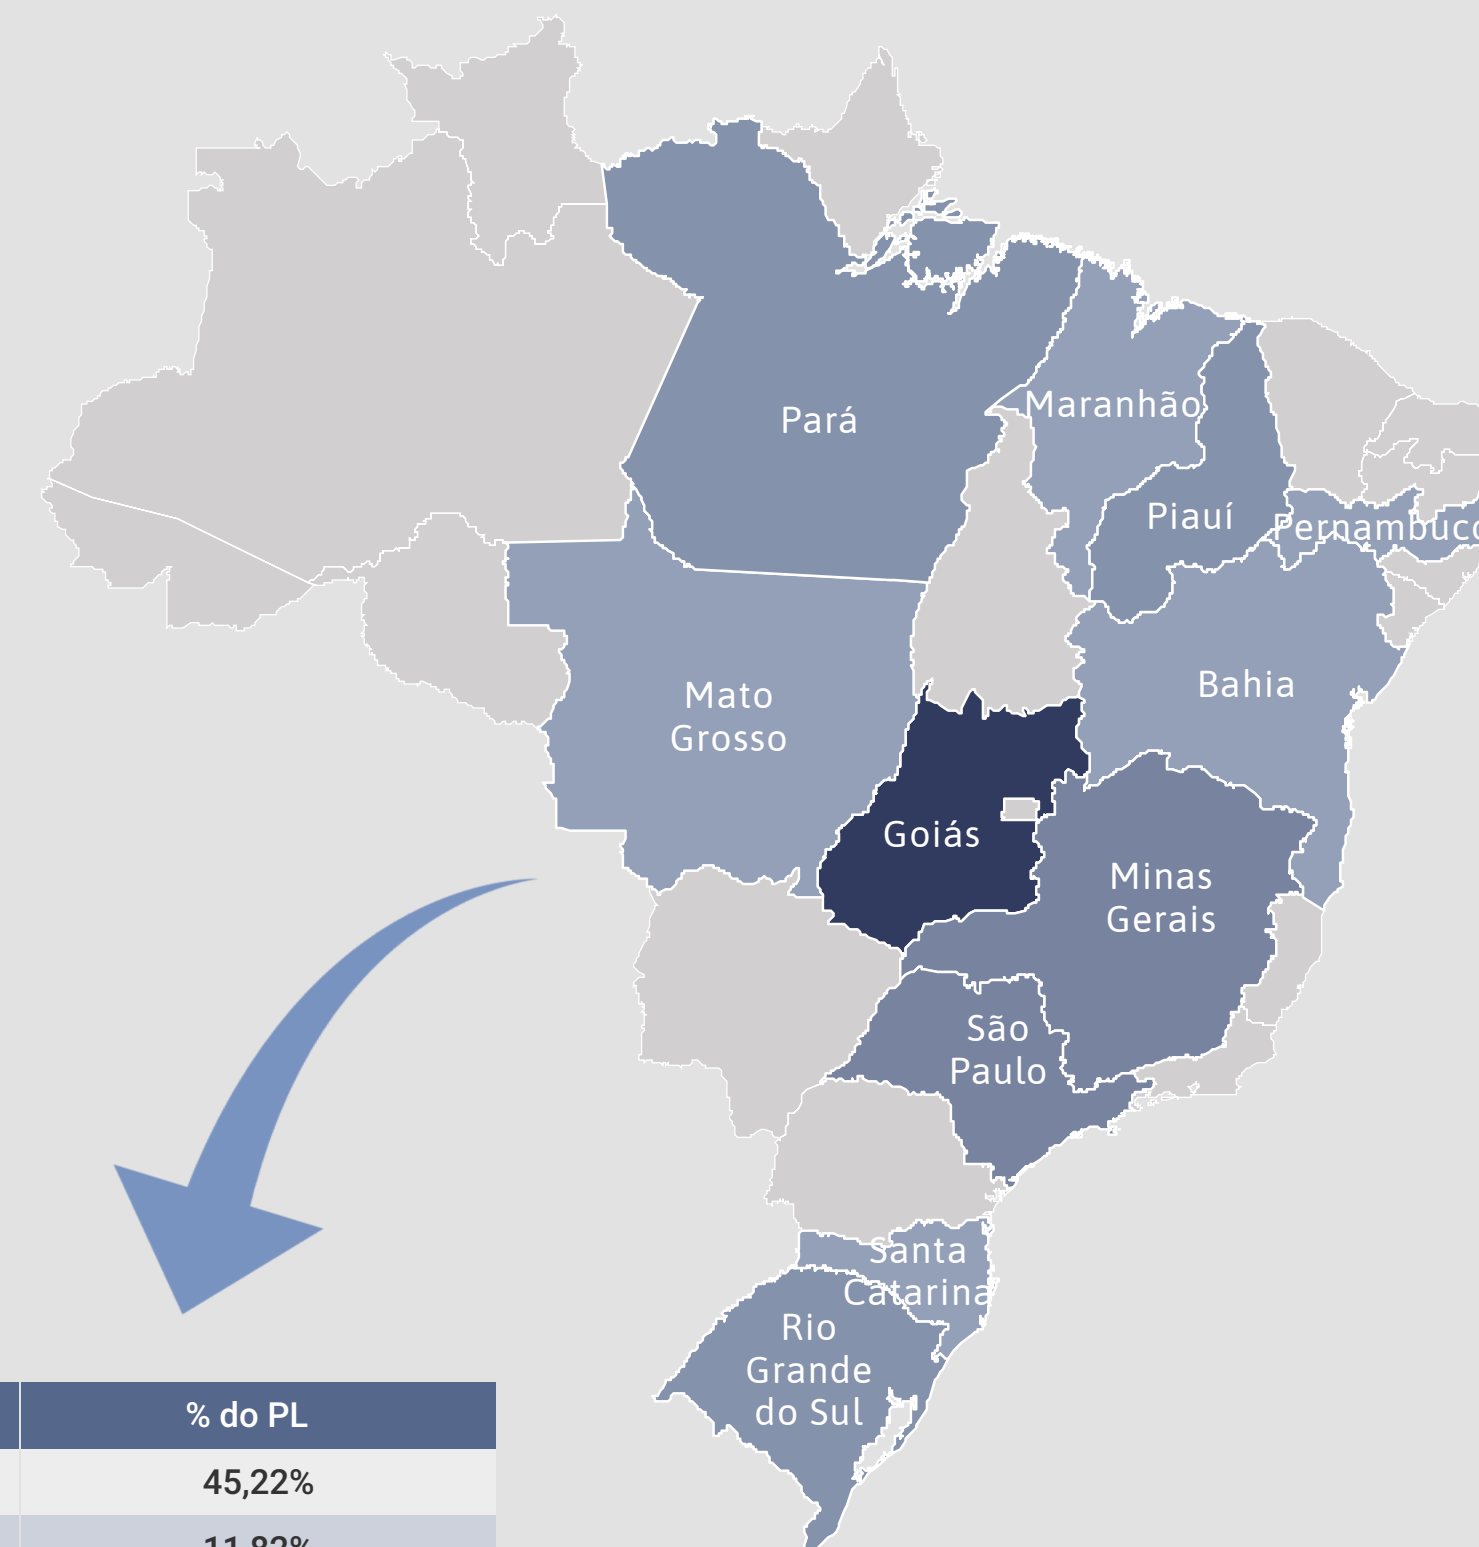 Pará
Maranhão
Piauí
Pernambuco
Bahia
Mato
Grosso
Goiás
Minas
Gerais
São
Paulo
Santa
Catarina
Rio
Grande
do Sul
% do PL
45,22%